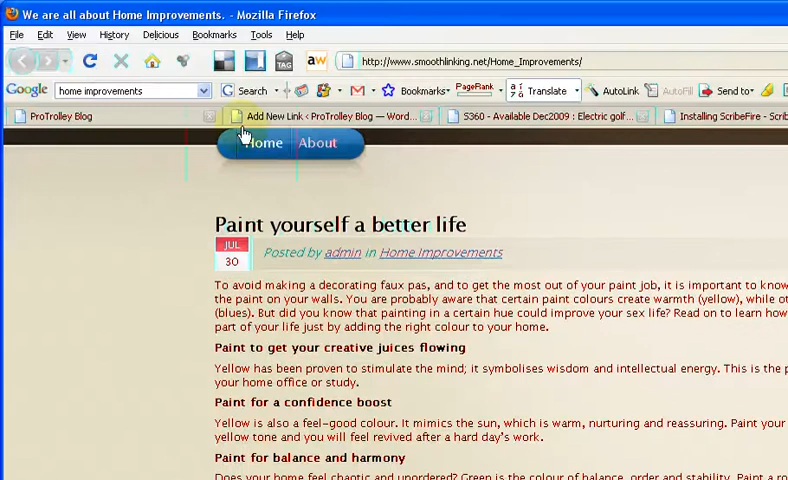 We are all about Home Improvements. - Mozilla Firefox
File Edit View History Delicious Bookmarks Tools Help
TAG aw http://www.smoothlinking.net/Home_Improvements/
Google home improvements G Search Bookmarks PageRank Translate AutoLink AutoFill Send to
ProTrolley Blog Add New Link ‹ ProTrolley Blog — Word... S360 - Available Dec2009 : Electric golf... Installing ScribeFire - Scrib
Home About
Paint yourself a better life
JUL
30
Posted by admin in Home Improvements
To avoid making a decorating faux pas, and to get the most out of your paint job, it is important to know
the paint on your walls. You are probably aware that certain paint colours create warmth (yellow), while ot
(blues). But did you know that painting in a certain hue could improve your sex life? Read on to learn how
part of your life just by adding the right colour to your home.
Paint to get your creative juices flowing
Yellow has been proven to stimulate the mind; it symbolises wisdom and intellectual energy. This is the p
your home office or study.
Paint for a confidence boost
Yellow is also a feel-good colour. It mimics the sun, which is warm, nurturing and reassuring. Paint your
yellow tone and you will feel revived after a hard day's work.
Paint for balance and harmony
Does your home feel chaotic and unordered? Green is the colour of balance, order and stability. Paint a